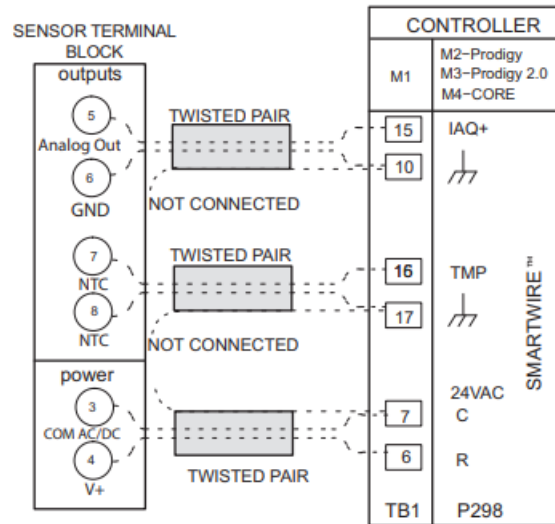 SENSOR TERMINAL
BLOCK
outputs
5
Analog Out
6
GND
7
NTC
8
NTC
power
3
COM AC/DC
4
V+
TWISTED PAIR
NOT CONNECTED
TWISTED PAIR
NOT CONNECTED
TWISTED PAIR
CONTROLLER
M1
M2-Prodigy
M3-Prodigy 2.0
M4-CORE
15
IAQ+
10
16
TMP
17
24VAC
7
C
6
R
TB1
P298
SMARTWIRE™